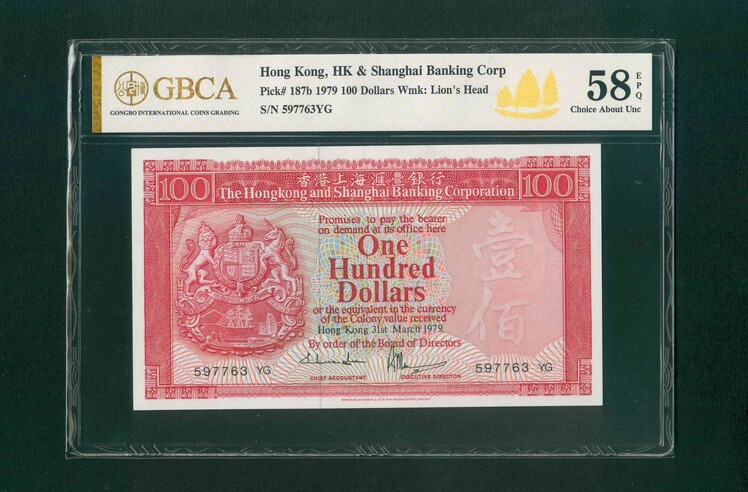 GBCA
GONGBO INTERNATIONAL COINS GRADING
Hong Kong, HK & Shanghai Banking Corp
Pick# 187b 1979 100 Dollars Wmk: Lion's Head
S/N 597763YG
58 EPQ
Choice About Unc
100 香港上海滙豐銀行 100
The Hongkong and Shanghai Banking Corporation
Promises to pay the bearer
on demand at its office here
One
Hundred
Dollars
or the equivalent in the currency
of the Colony, value received
Hong Kong 31st March 1979
By order of the Board of Directors
壹佰
597763 YG
CHIEF ACCOUNTANT
EXECUTIVE DIRECTOR
597763 YG